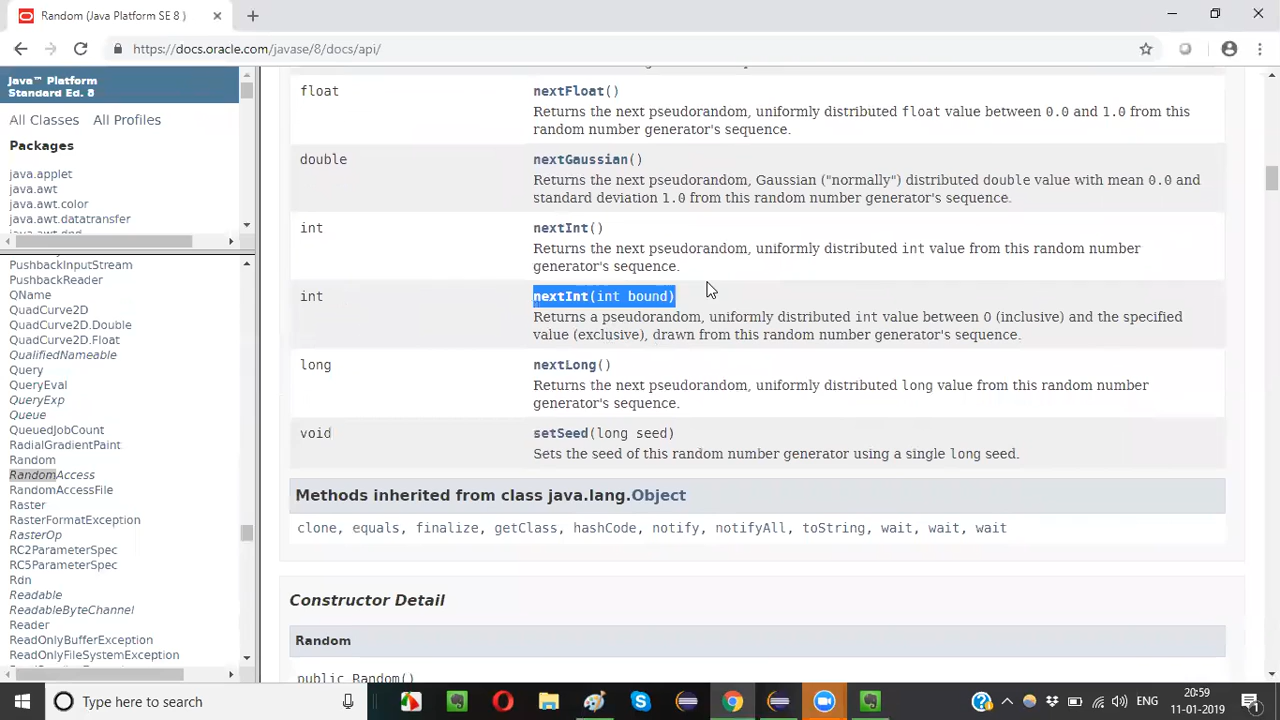 Random (Java Platform SE 8 )
https://docs.oracle.com/javase/8/docs/api/
Java™ Platform
Standard Ed. 8
All Classes All Profiles
Packages
java.applet
java.awt
java.awt.color
java.awt.datatransfer
PushbackInputStream
PushbackReader
QName
QuadCurve2D
QuadCurve2D.Double
QuadCurve2D.Float
QualifiedNameable
Query
QueryEval
QueryExp
Queue
QueuedJobCount
RadialGradientPaint
Random
RandomAccess
RandomAccessFile
Raster
RasterFormatException
RasterOp
RC2ParameterSpec
RC5ParameterSpec
Rdn
Readable
ReadableByteChannel
Reader
ReadOnlyBufferException
ReadOnlyFileSystemException
float nextFloat()
Returns the next pseudorandom, uniformly distributed float value between 0.0 and 1.0 from this
random number generator's sequence.
double nextGaussian()
Returns the next pseudorandom, Gaussian ("normally") distributed double value with mean 0.0 and
standard deviation 1.0 from this random number generator's sequence.
int nextInt()
Returns the next pseudorandom, uniformly distributed int value from this random number
generator's sequence.
int nextInt(int bound)
Returns a pseudorandom, uniformly distributed int value between 0 (inclusive) and the specified
value (exclusive), drawn from this random number generator's sequence.
long nextLong()
Returns the next pseudorandom, uniformly distributed long value from this random number
generator's sequence.
void setSeed(long seed)
Sets the seed of this random number generator using a single long seed.
Methods inherited from class java.lang.Object
clone, equals, finalize, getClass, hashCode, notify, notifyAll, toString, wait, wait, wait
Constructor Detail
Random
public Random()
Type here to search
ENG
20:59
11-01-2019